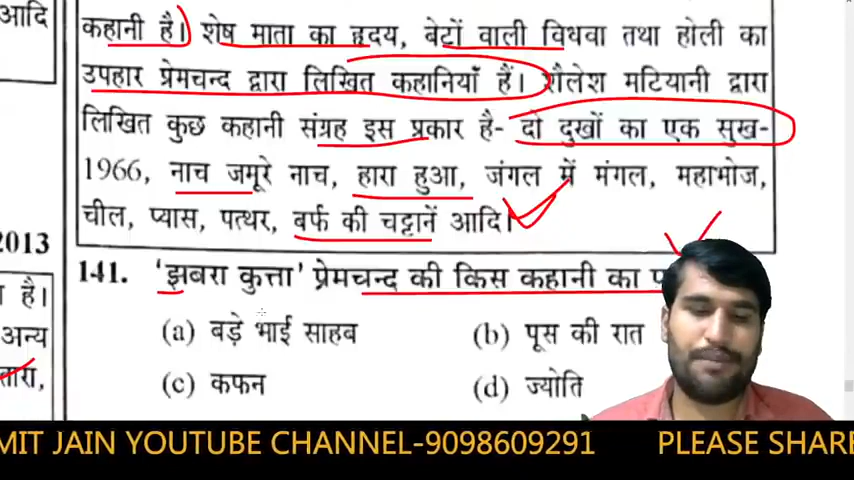 आदि
कहानी है। शेष माता का हृदय, बेटों वाली विधवा तथा होली का
उपहार प्रेमचन्द द्वारा लिखित कहानियाँ हैं। शैलेश मटियानी द्वारा
लिखित कुछ कहानी संग्रह इस प्रकार है- दो दुखों का एक सुख-
1966, नाच जमूरे नाच, हारा हुआ, जंगल में मंगल, महाभोज,
चील, प्यास, पत्थर, बर्फ की चट्टानें आदि।
2013
है।
अन्य
तारा,
141. 'झबरा कुत्ता' प्रेमचन्द की किस कहानी का
(a) बड़े भाई साहब (b) पूस की रात
(c) कफन (d) ज्योति
MIT JAIN YOUTUBE CHANNEL-9098609291 PLEASE SHARE